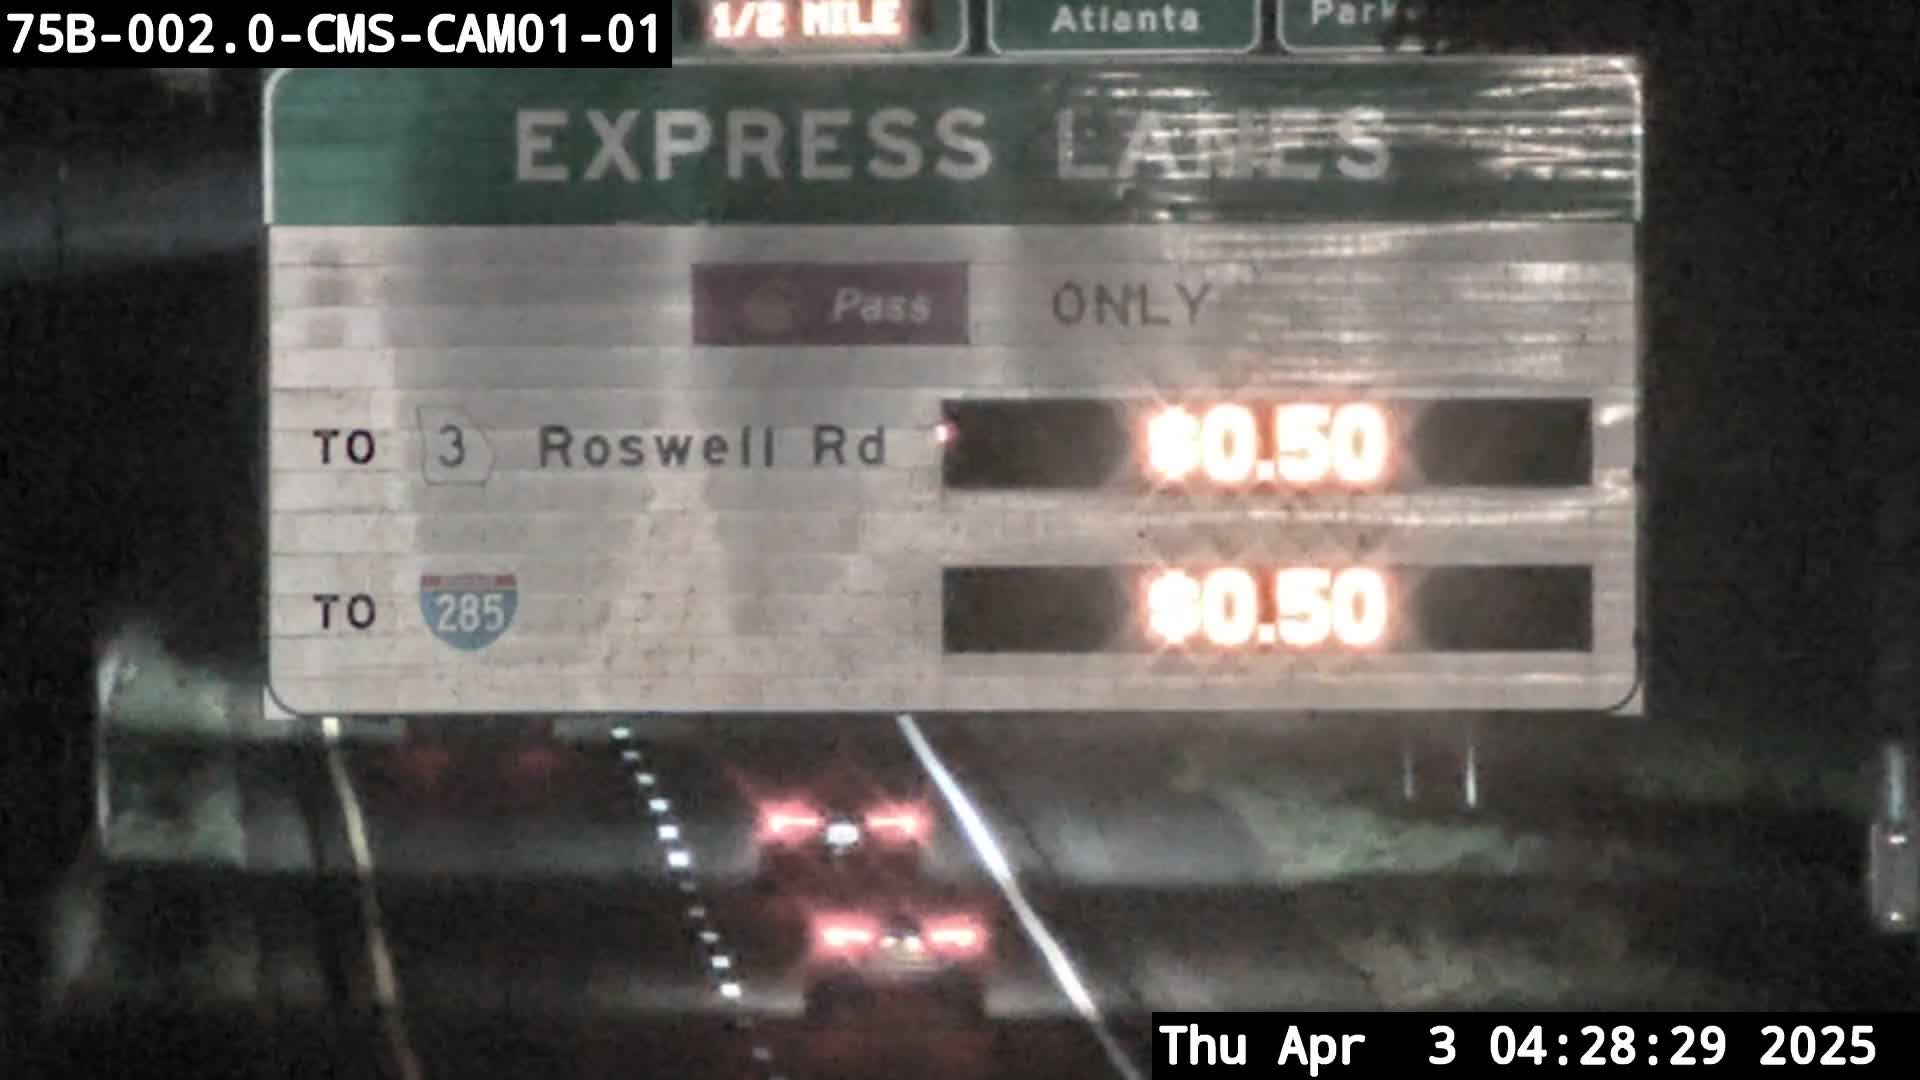 75B-002.0-CMS-CAM01-01
1/2 MILE
Atlanta
EXPRESS LANES
Pass ONLY
TO 3 Roswell Rd $0.50
TO 285 $0.50
Thu Apr 3 04:28:29 2025